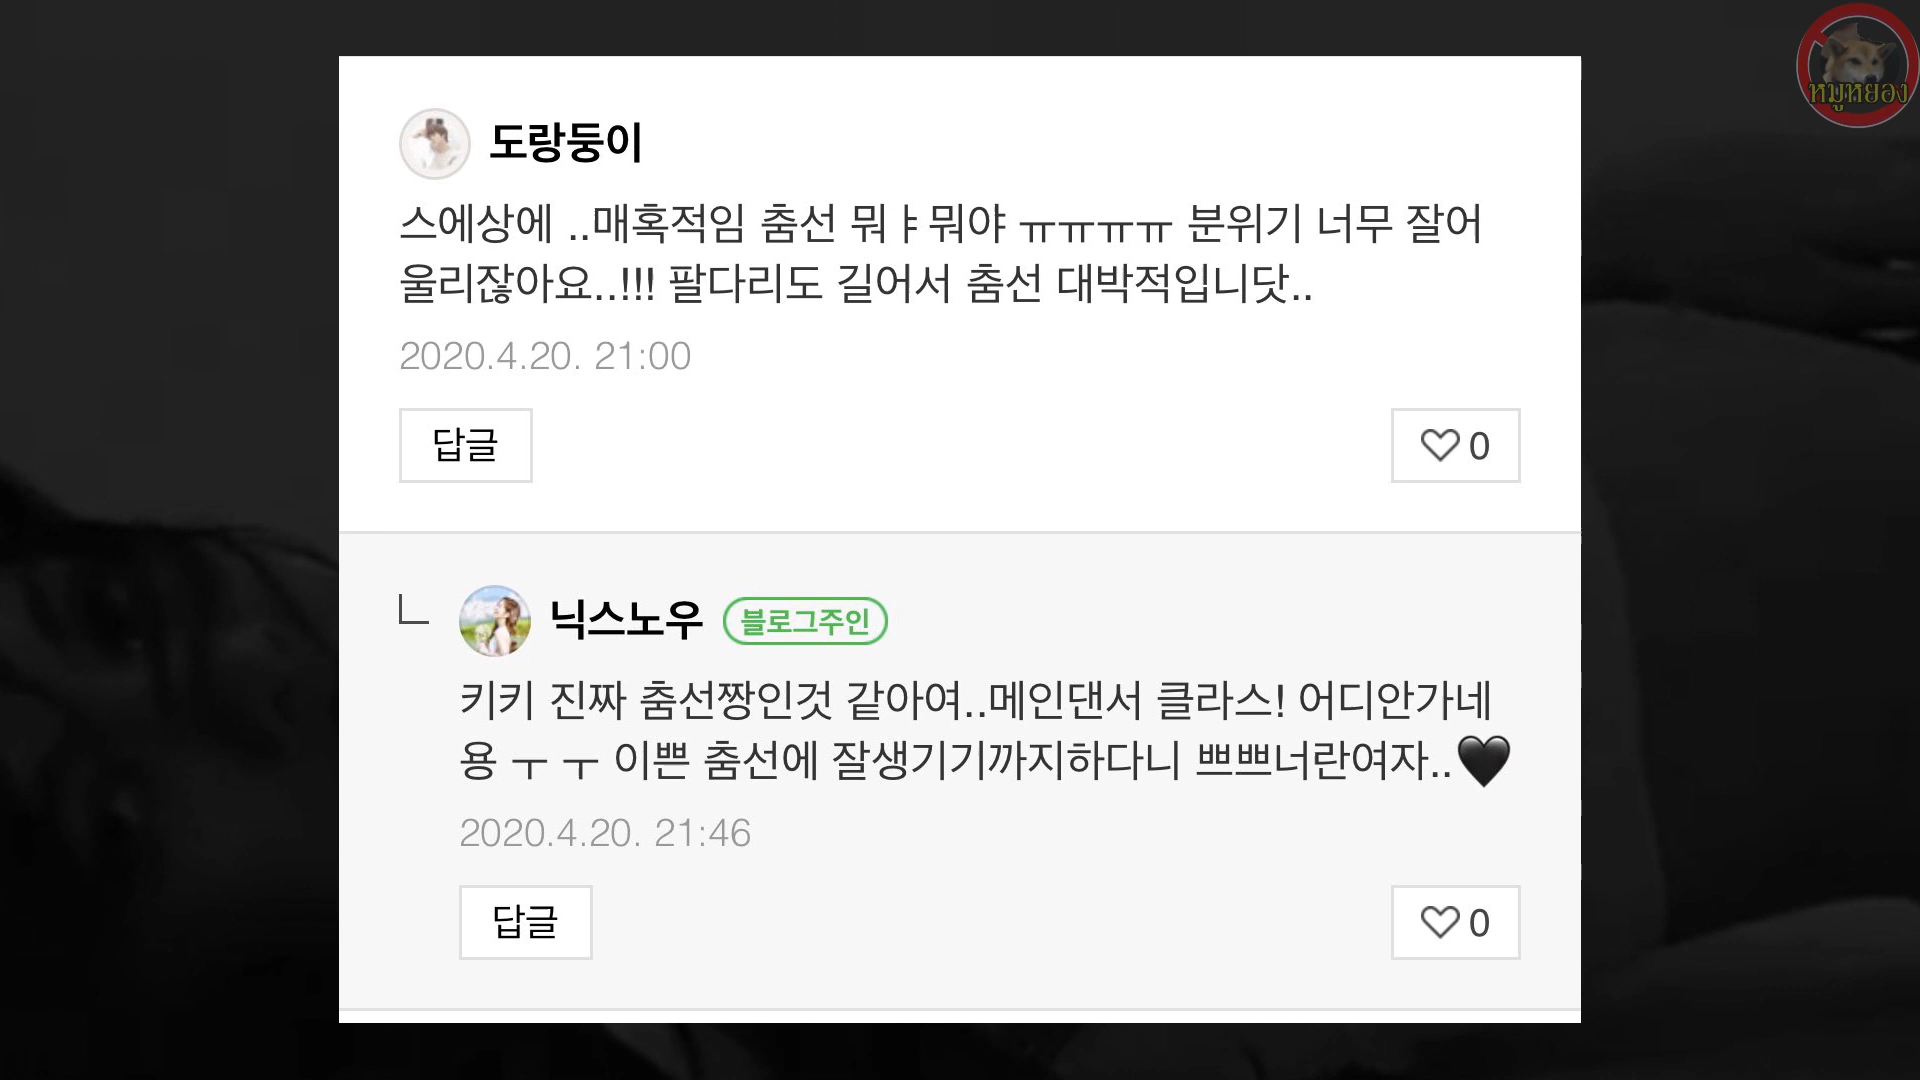 หมูหยอง
도랑둥이
스에상에 ..매혹적임 춤선 뭐ㅑ뭐야 ㅠㅠㅠㅠ 분위기 너무 잘어
울리잖아요..!!! 팔다리도 길어서 춤선 대박적입니닷..
2020.4.20. 21:00
답글
♡ 0
닉스노우 블로그주인
키키 진짜 춤선짱인것 같아여..메인댄서 클라스! 어디안가네
용 ㅜ ㅜ 이쁜 춤선에 잘생기기까지하다니 쁘쁘너란여자..🖤
2020.4.20. 21:46
답글
♡ 0